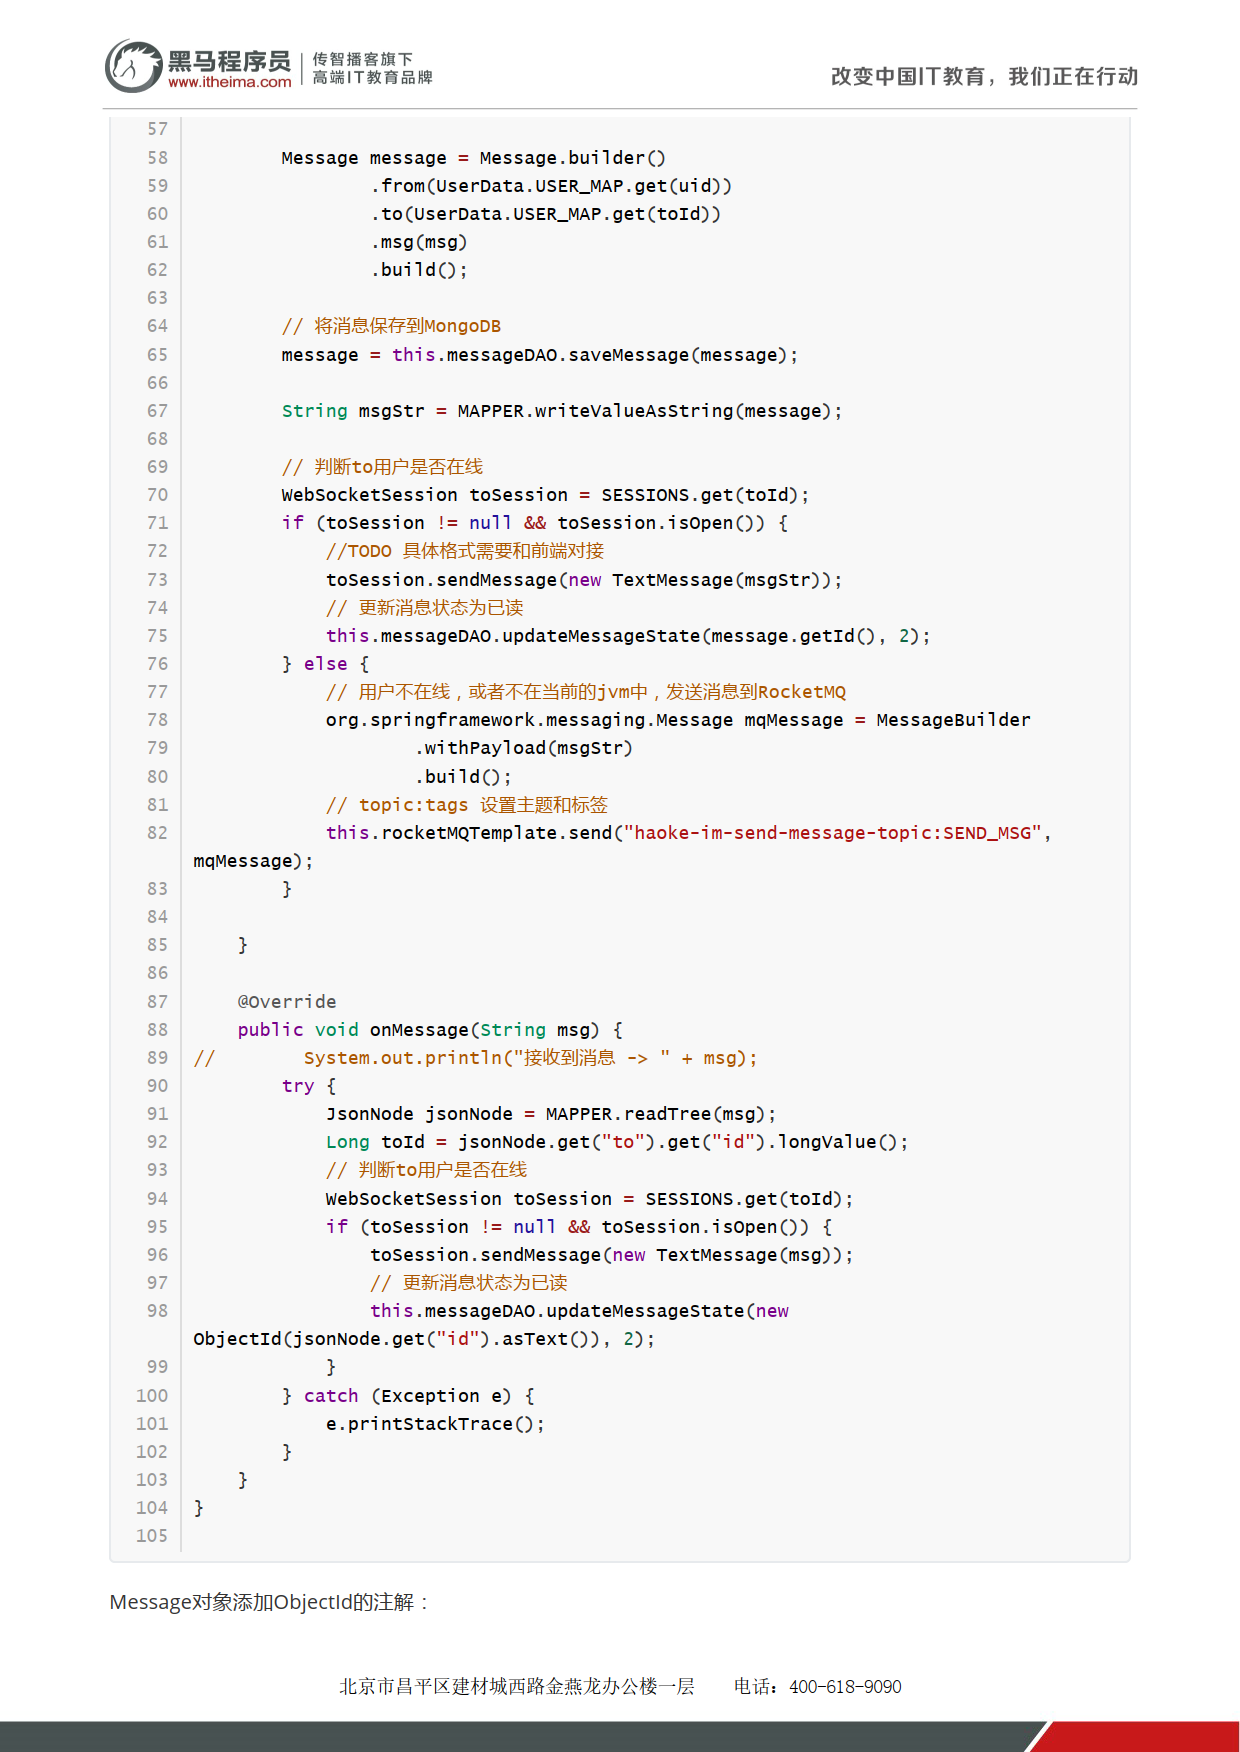 黑马程序员
www.itheima.com
传智播客旗下
高端IT教育品牌
改变中国IT教育，我们正在行动
57
58         Message message = Message.builder()
59                 .from(UserData.USER_MAP.get(uid))
60                 .to(UserData.USER_MAP.get(toId))
61                 .msg(msg)
62                 .build();
63
64         // 将消息保存到MongoDB
65         message = this.messageDAO.saveMessage(message);
66
67         String msgStr = MAPPER.writeValueAsString(message);
68
69         // 判断to用户是否在线
70         WebSocketSession toSession = SESSIONS.get(toId);
71         if (toSession != null && toSession.isOpen()) {
72             //TODO 具体格式需要和前端对接
73             toSession.sendMessage(new TextMessage(msgStr));
74             // 更新消息状态为已读
75             this.messageDAO.updateMessageState(message.getId(), 2);
76         } else {
77             // 用户不在线，或者不在当前的jvm中，发送消息到RocketMQ
78             org.springframework.messaging.Message mqMessage = MessageBuilder
79                     .withPayload(msgStr)
80                     .build();
81             // topic:tags 设置主题和标签
82             this.rocketMQTemplate.send("haoke-im-send-message-topic:SEND_MSG",
mqMessage);
83         }
84
85     }
86
87     @Override
88     public void onMessage(String msg) {
89 //        System.out.println("接收到消息 -> " + msg);
90         try {
91             JsonNode jsonNode = MAPPER.readTree(msg);
92             Long toId = jsonNode.get("to").get("id").longValue();
93             // 判断to用户是否在线
94             WebSocketSession toSession = SESSIONS.get(toId);
95             if (toSession != null && toSession.isOpen()) {
96                 toSession.sendMessage(new TextMessage(msg));
97                 // 更新消息状态为已读
98                 this.messageDAO.updateMessageState(new
ObjectId(jsonNode.get("id").asText()), 2);
99             }
100         } catch (Exception e) {
101             e.printStackTrace();
102         }
103     }
104 }
105
Message对象添加ObjectId的注解：
北京市昌平区建材城西路金燕龙办公楼一层    电话：400-618-9090